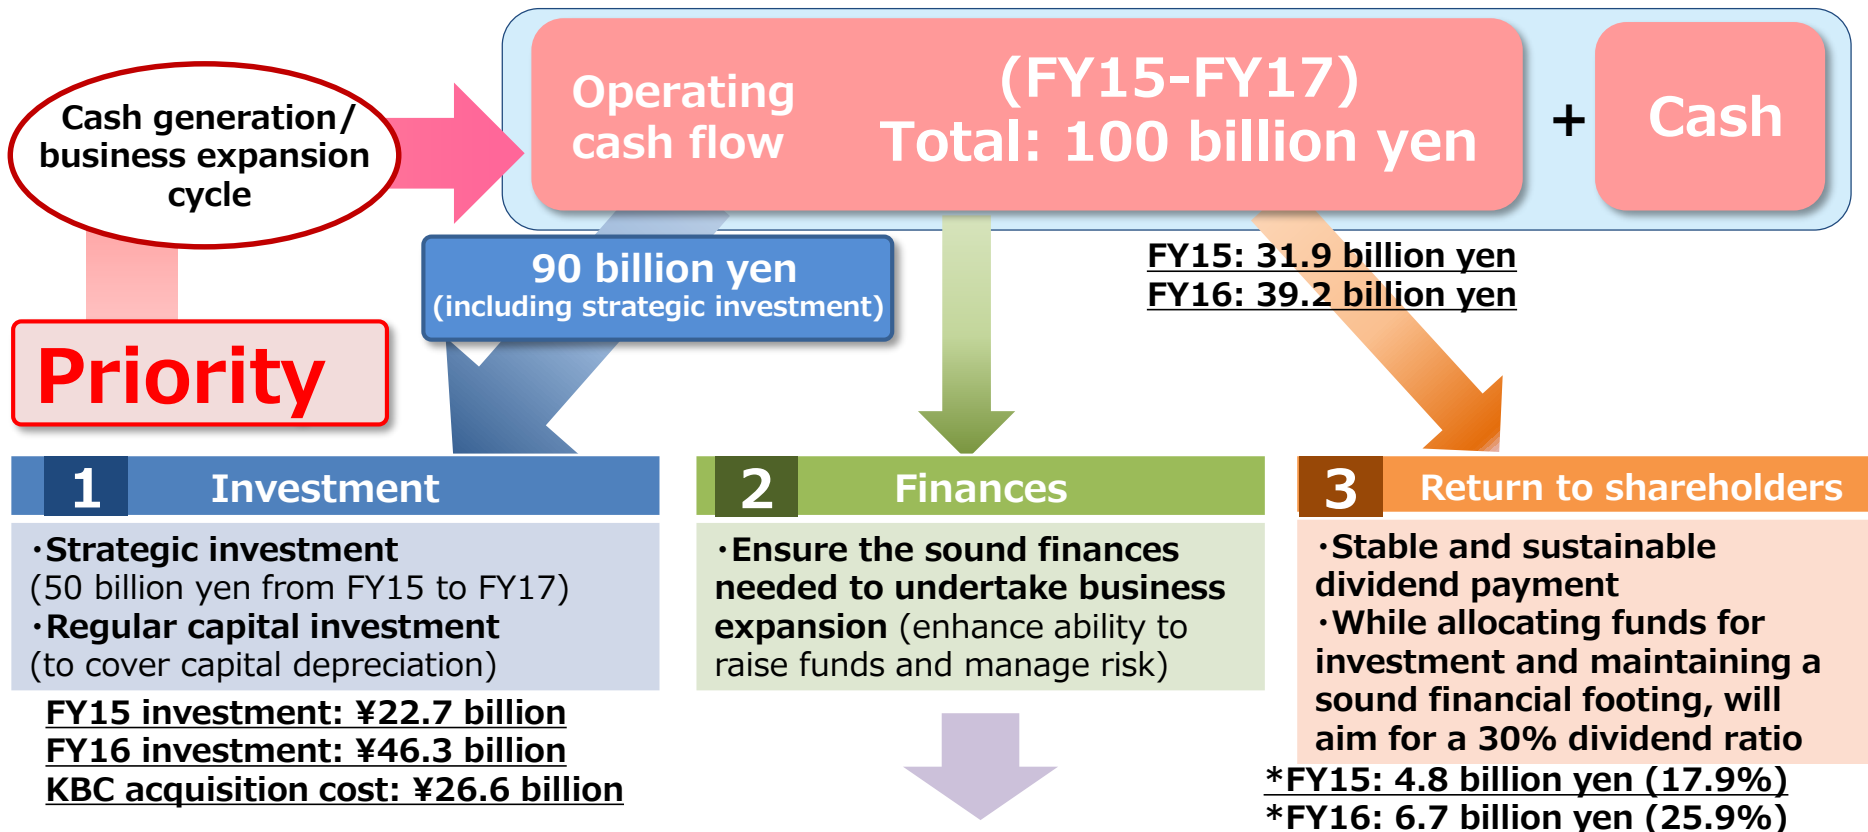 Cash generation/
business expansion
cycle
Operating
cash flow
(FY15-FY17)
Total: 100 billion yen
+
Cash
90 billion yen
(including strategic investment)
FY15: 31.9 billion yen
FY16: 39.2 billion yen
Priority
1 Investment
・Strategic investment
(50 billion yen from FY15 to FY17)
・Regular capital investment
(to cover capital depreciation)
FY15 investment: ¥22.7 billion
FY16 investment: ¥46.3 billion
KBC acquisition cost: ¥26.6 billion
2 Finances
・Ensure the sound finances
needed to undertake business
expansion (enhance ability to
raise funds and manage risk)
3 Return to shareholders
・Stable and sustainable
dividend payment
・While allocating funds for
investment and maintaining a
sound financial footing, will
aim for a 30% dividend ratio
*FY15: 4.8 billion yen (17.9%)
*FY16: 6.7 billion yen (25.9%)